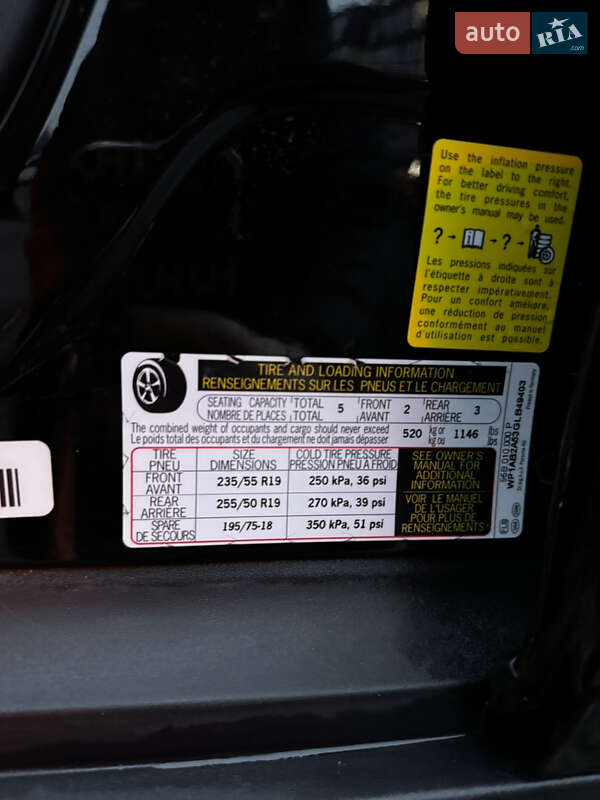 auto RIA
.com
Use the inflation pressure
on the label to the right.
For better driving comfort,
the tire pressures in the
owner's manual may be used.
? - i - ? -
Les pressions indiquées sur
l'étiquette à droite sont à
respecter impérativement.
Pour un confort améliore,
une réduction de pression
conformément au manuel
d'utilisation est possible.
TIRE AND LOADING INFORMATION
RENSEIGNEMENTS SUR LES PNEUS ET LE CHARGEMENT
SEATING CAPACITY TOTAL 5 FRONT 2 REAR 3
NOMBRE DE PLACES TOTAL AVANT ARRIÈRE
The combined weight of occupants and cargo should never exceed 520 kg or 1146 lbs
Le poids total des occupants et du chargement ne doit jamais dépasser kg ou lbs
TIRE SIZE COLD TIRE PRESSURE
PNEU DIMENSIONS PRESSION PNEU À FROID
FRONT 235/55 R19 250 kPa, 36 psi
AVANT
REAR 255/50 R19 270 kPa, 39 psi
ARRIÈRE
SPARE 195/75-18 350 kPa, 51 psi
DE SECOURS
SEE OWNER'S
MANUAL FOR
ADDITIONAL
INFORMATION
VOIR LE MANUEL
DE L'USAGER
POUR PLUS DE
RENSEIGNEMENTS
WP1AB2A53GLB49403